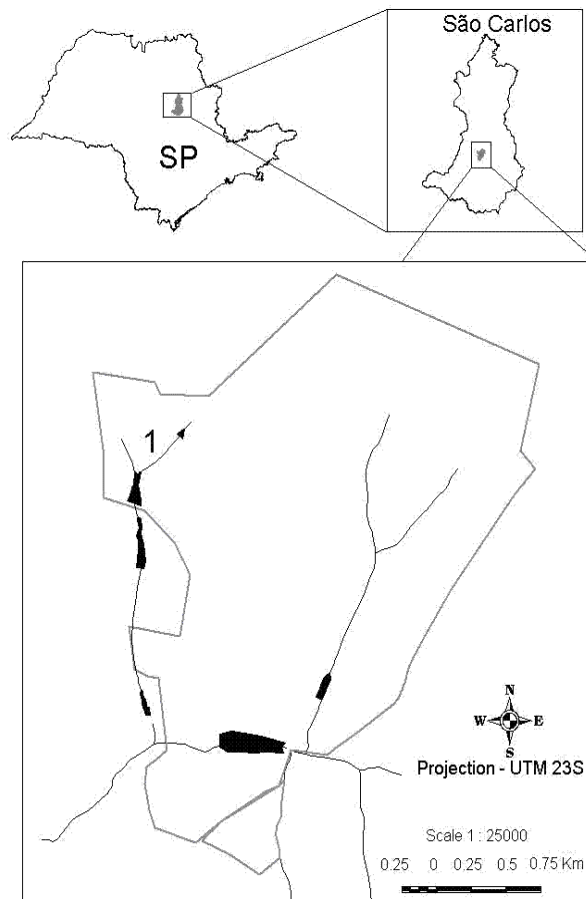 São Carlos
SP
1
N
W E
S
Projection - UTM 23S
Scale 1 : 25000
0.25 0 0.25 0.5 0.75 Km